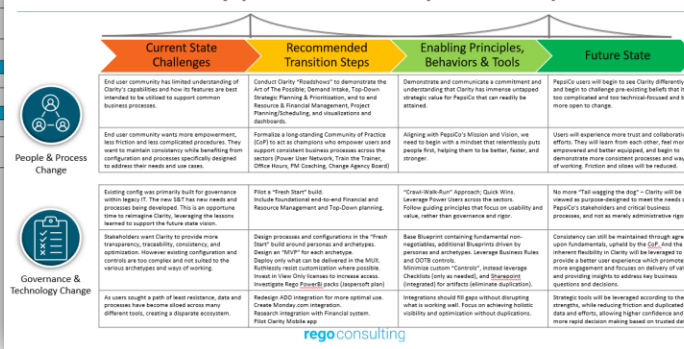 Current State
Challenges
Recommended
Transition Steps
Enabling Principles,
Behaviors & Tools
Future State
People & Process
Change
End user community has limited understanding of
Clarity's capabilities and how its features are best
intended to be utilised to support common
business processes.
Conduct Clarity "Roadshows" to demonstrate the
Art of The Possible; Demand Intake, Top-Down
Strategic Planning & Prioritisation, and to end
Resource & Financial Management, Project
Planning/Scheduling, and visualizations and
dashboards.
Demonstrate and communicate a commitment and
understanding that Clarity has immense untapped
strategic value for PepsiCo that can readily be
attained.
PepsiCo users will begin to see Clarity differently
and begin to challenge pre-existing beliefs that it
too complicated and too technical-focused and b
more open to change.
End user community wants more empowerment,
less friction and less complicated procedures. They
want to maintain consistency while benefiting from
configuration and processes specifically designed
to address their needs and use cases.
Formalize a long-standing Community of Practice
(CoP) to act as champions who empower users and
support consistent business processes across the
sectors (Power User Network, Train the Trainer,
Office Hours, PM Coaching, Change Agency Board)
Aligning with PepsiCo's Mission and Vision, we
need to begin with a mindset that relentlessly puts
people first, helping them to be better, faster, and
stronger.
Users will experience more trust and collaborativ
efforts. They will learn from each other, feel mor
empowered and better equipped, and begin to
demonstrate more consistent processes and way
of working. Friction and siloes will be reduced.
Governance &
Technology Change
Existing config was primarily built for governance
within legacy IT. The new S&T has new needs and
processes being developed. This is an opportune
time to reimagine Clarity, leveraging the lessons
learned to support the future state vision.
Pilot a "Fresh Start" build.
Include foundational end-to-end Financial and
Resource Management and Top-Down planning.
"Crawl-Walk-Run" Approach; Quick Wins.
Leverage Power Users across the sectors.
Follow guiding principles that focus on usability and
value, rather than governance and rigor.
No more "Tail wagging the dog" – Clarity will be
viewed as purpose-designed to meet the needs o
PepsiCo's stakeholders and critical business
processes, and not as merely administrative rigo
Stakeholders want Clarity to provide more
transparency, traceability, consistency, and
optimization. However existing configuration and
controls are too complex and not suited to the
various archetypes and ways of working.
Design processes and configurations in the "Fresh
Start" build around personas and archetypes.
Design an "MVP" for each archetype.
Deploy only what can be delivered in the MUX.
Ruthlessly resist customization where possible.
Invest in View Only licenses to increase access.
Investigate Rego PowerBI packs (Jaspersoft plan)
Base Blueprint containing fundamental non-
negotiables, additional Blueprints driven by
personas and archetypes. Leverage Business Rules
and OOTB controls.
Minimize custom "Controls", instead leverage
Checklists (only as needed), and Sharepoint
(integrated) for artifacts (eliminate duplication).
Consistency can still be maintained through agre
upon fundamentals, upheld by the CoP. And the
inherent flexibility in Clarity will be leveraged to
provide a better user experience which promote
more engagement and focuses on delivery of val
and providing insights to address key business
questions and decisions.
As users sought a path of least resistance, data and
processes have become siloed across many
different tools, creating a disparate ecosystem.
Redesign ADO integration for more optimal use.
Create Monday.com integration.
Research integration with Financial system.
Pilot Clarity Mobile app
Integrations should fill gaps without disrupting
what is working well. Focus on achieving holistic
visibility and optimization without duplications.
Strategic tools will be leveraged according to the
strengths, while reducing friction and duplicated
data and efforts, allowing higher confidence and
more rapid decision making based on trusted dat
regoconsulting